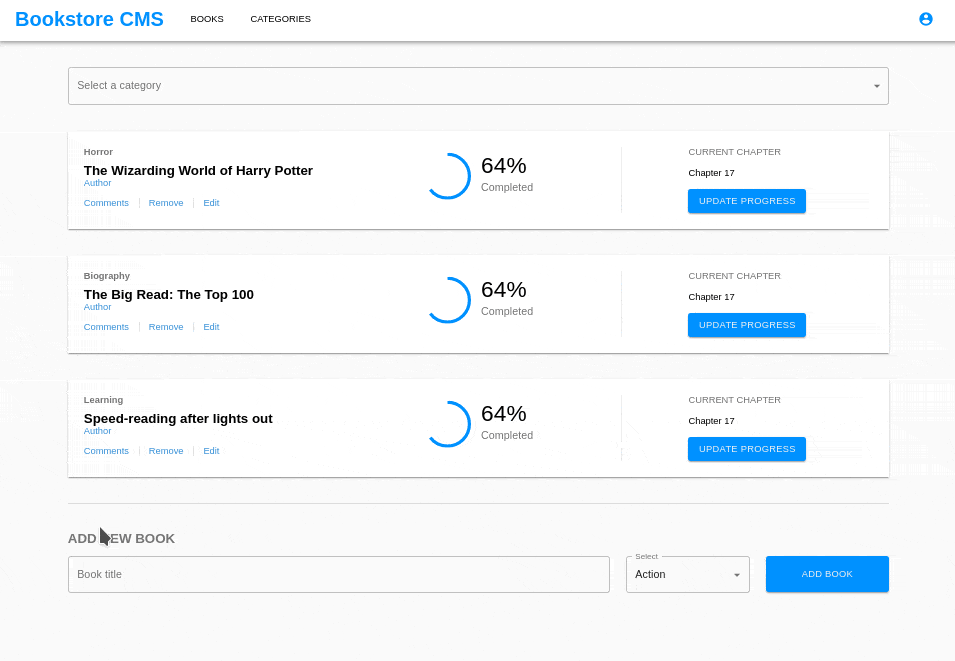 Bookstore CMS BOOKS CATEGORIES
Select a category
Horror
The Wizarding World of Harry Potter
Author
Comments Remove Edit
64%
Completed
CURRENT CHAPTER
Chapter 17
UPDATE PROGRESS
Biography
The Big Read: The Top 100
Author
Comments Remove Edit
64%
Completed
CURRENT CHAPTER
Chapter 17
UPDATE PROGRESS
Learning
Speed-reading after lights out
Author
Comments Remove Edit
64%
Completed
CURRENT CHAPTER
Chapter 17
UPDATE PROGRESS
ADD NEW BOOK
Book title
Select
Action
ADD BOOK